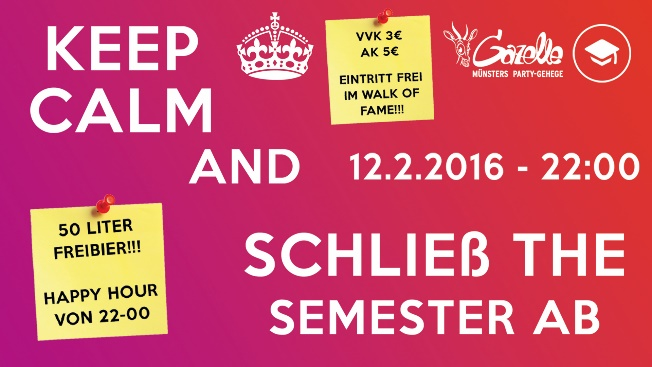 KEEP
CALM
AND
VVK 3€
AK 5€
EINTRITT FREI
IM WALK OF
FAME!!!
Gazelle
MÜNSTERS PARTY-GEHEGE
12.2.2016 - 22:00
50 LITER
FREIBIER!!!
HAPPY HOUR
VON 22-00
SCHLIEß THE
SEMESTER AB